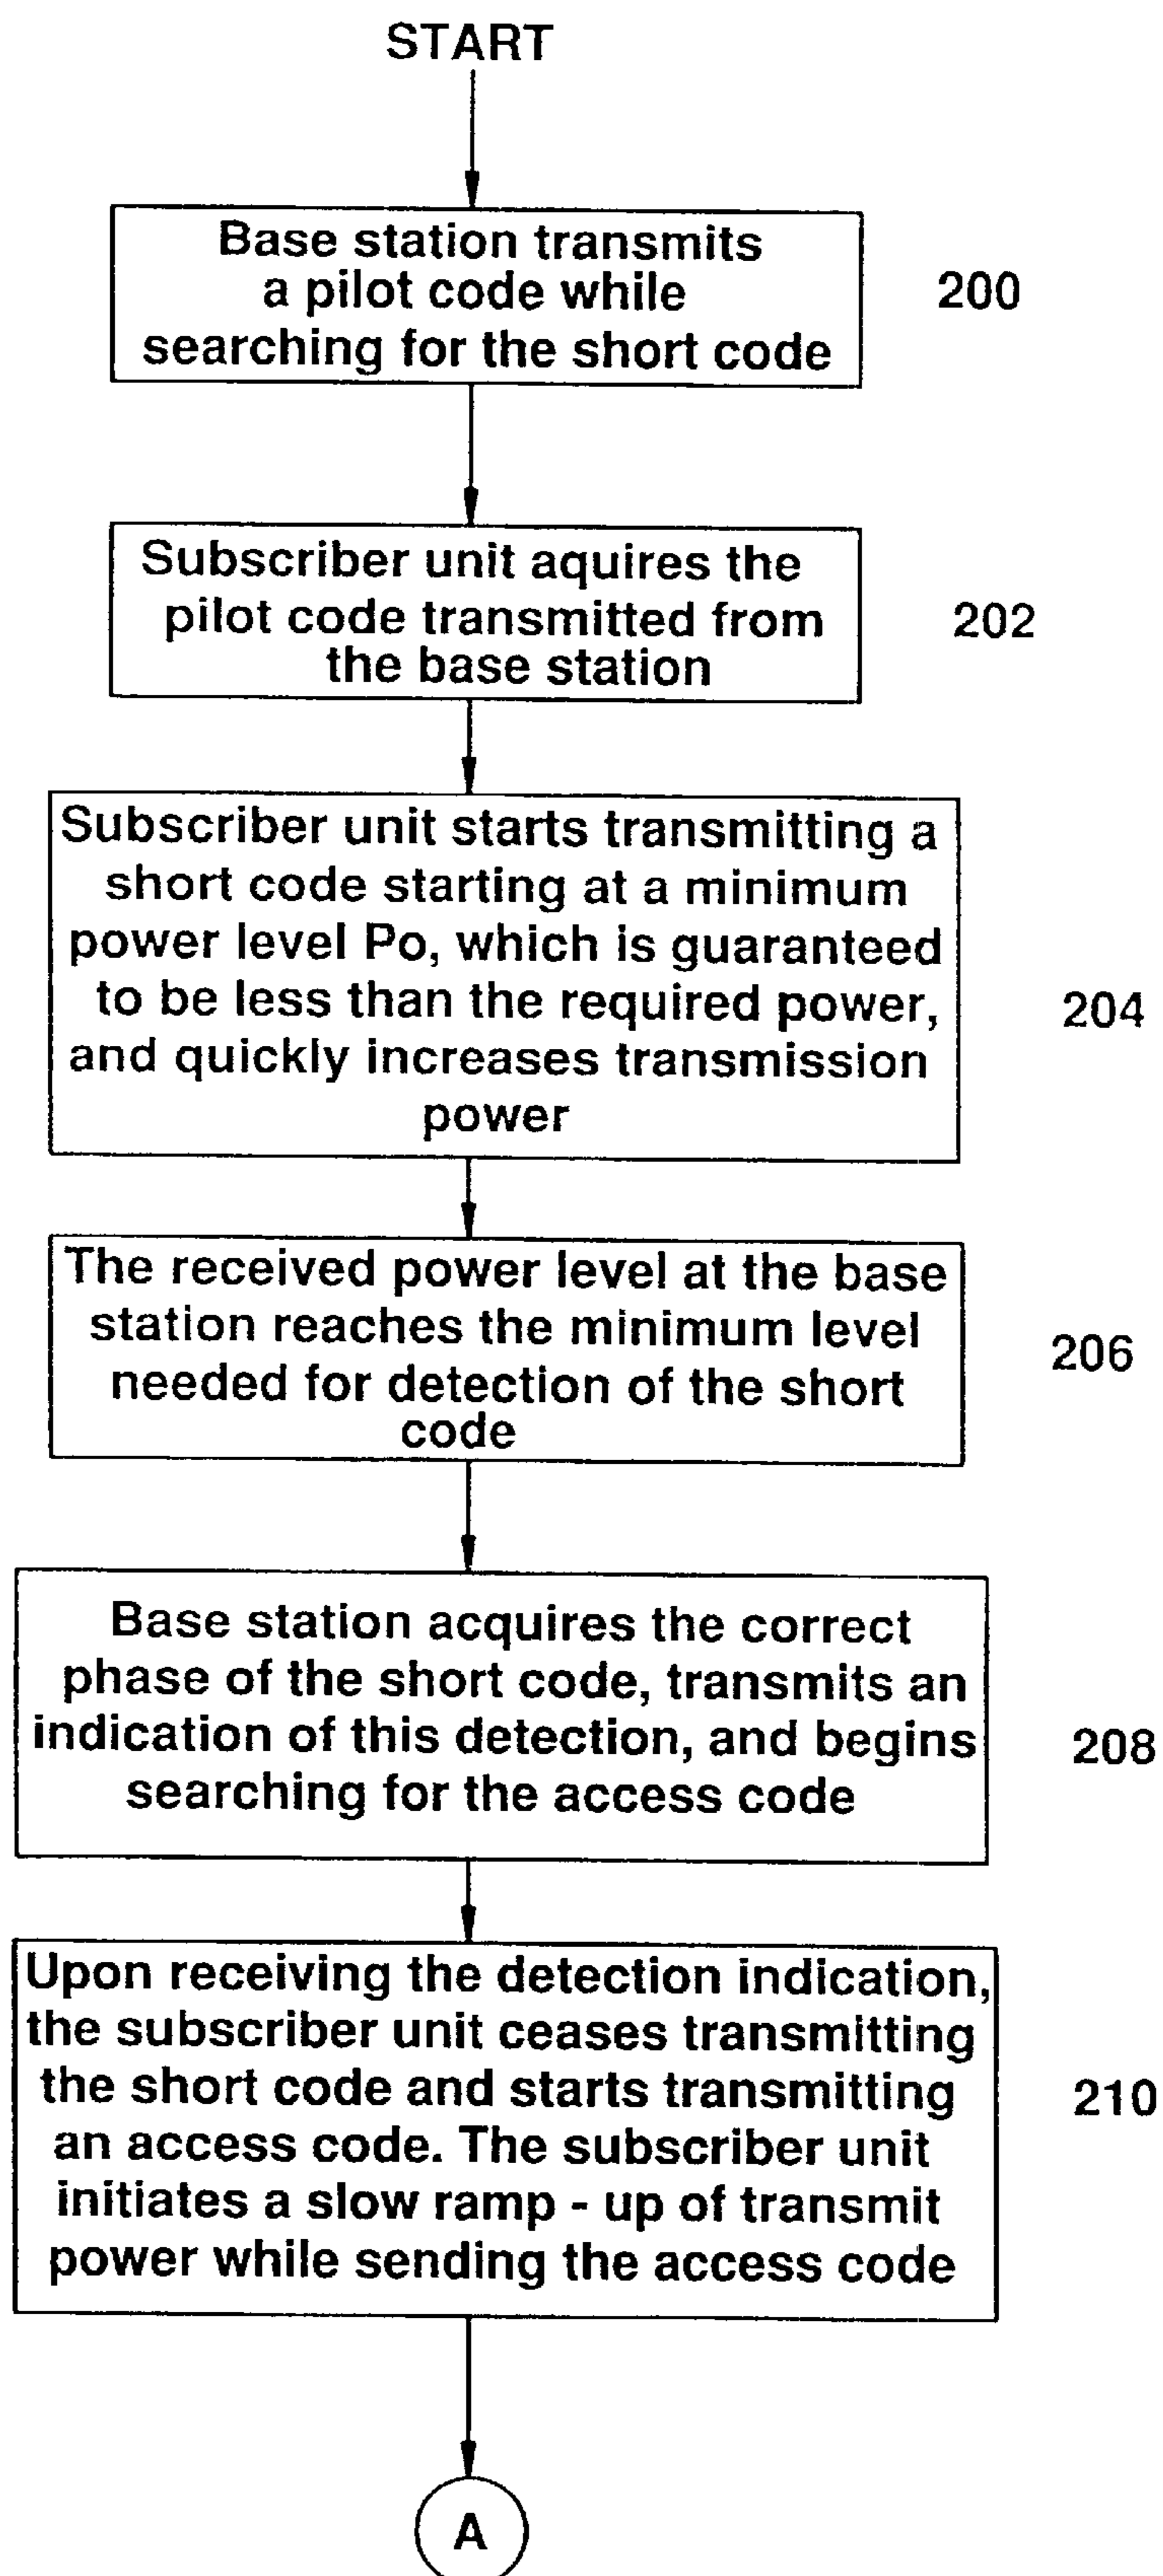 START
Base station transmits
a pilot code while
searching for the short code
200
Subscriber unit aquires the
pilot code transmitted from
the base station
202
Subscriber unit starts transmitting a
short code starting at a minimum
power level Po, which is guaranteed
to be less than the required power,
and quickly increases transmission
power
204
The received power level at the base
station reaches the minimum level
needed for detection of the short
code
206
Base station acquires the correct
phase of the short code, transmits an
indication of this detection, and begins
searching for the access code
208
Upon receiving the detection indication,
the subscriber unit ceases transmitting
the short code and starts transmitting
an access code. The subscriber unit
initiates a slow ramp - up of transmit
power while sending the access code
210
A